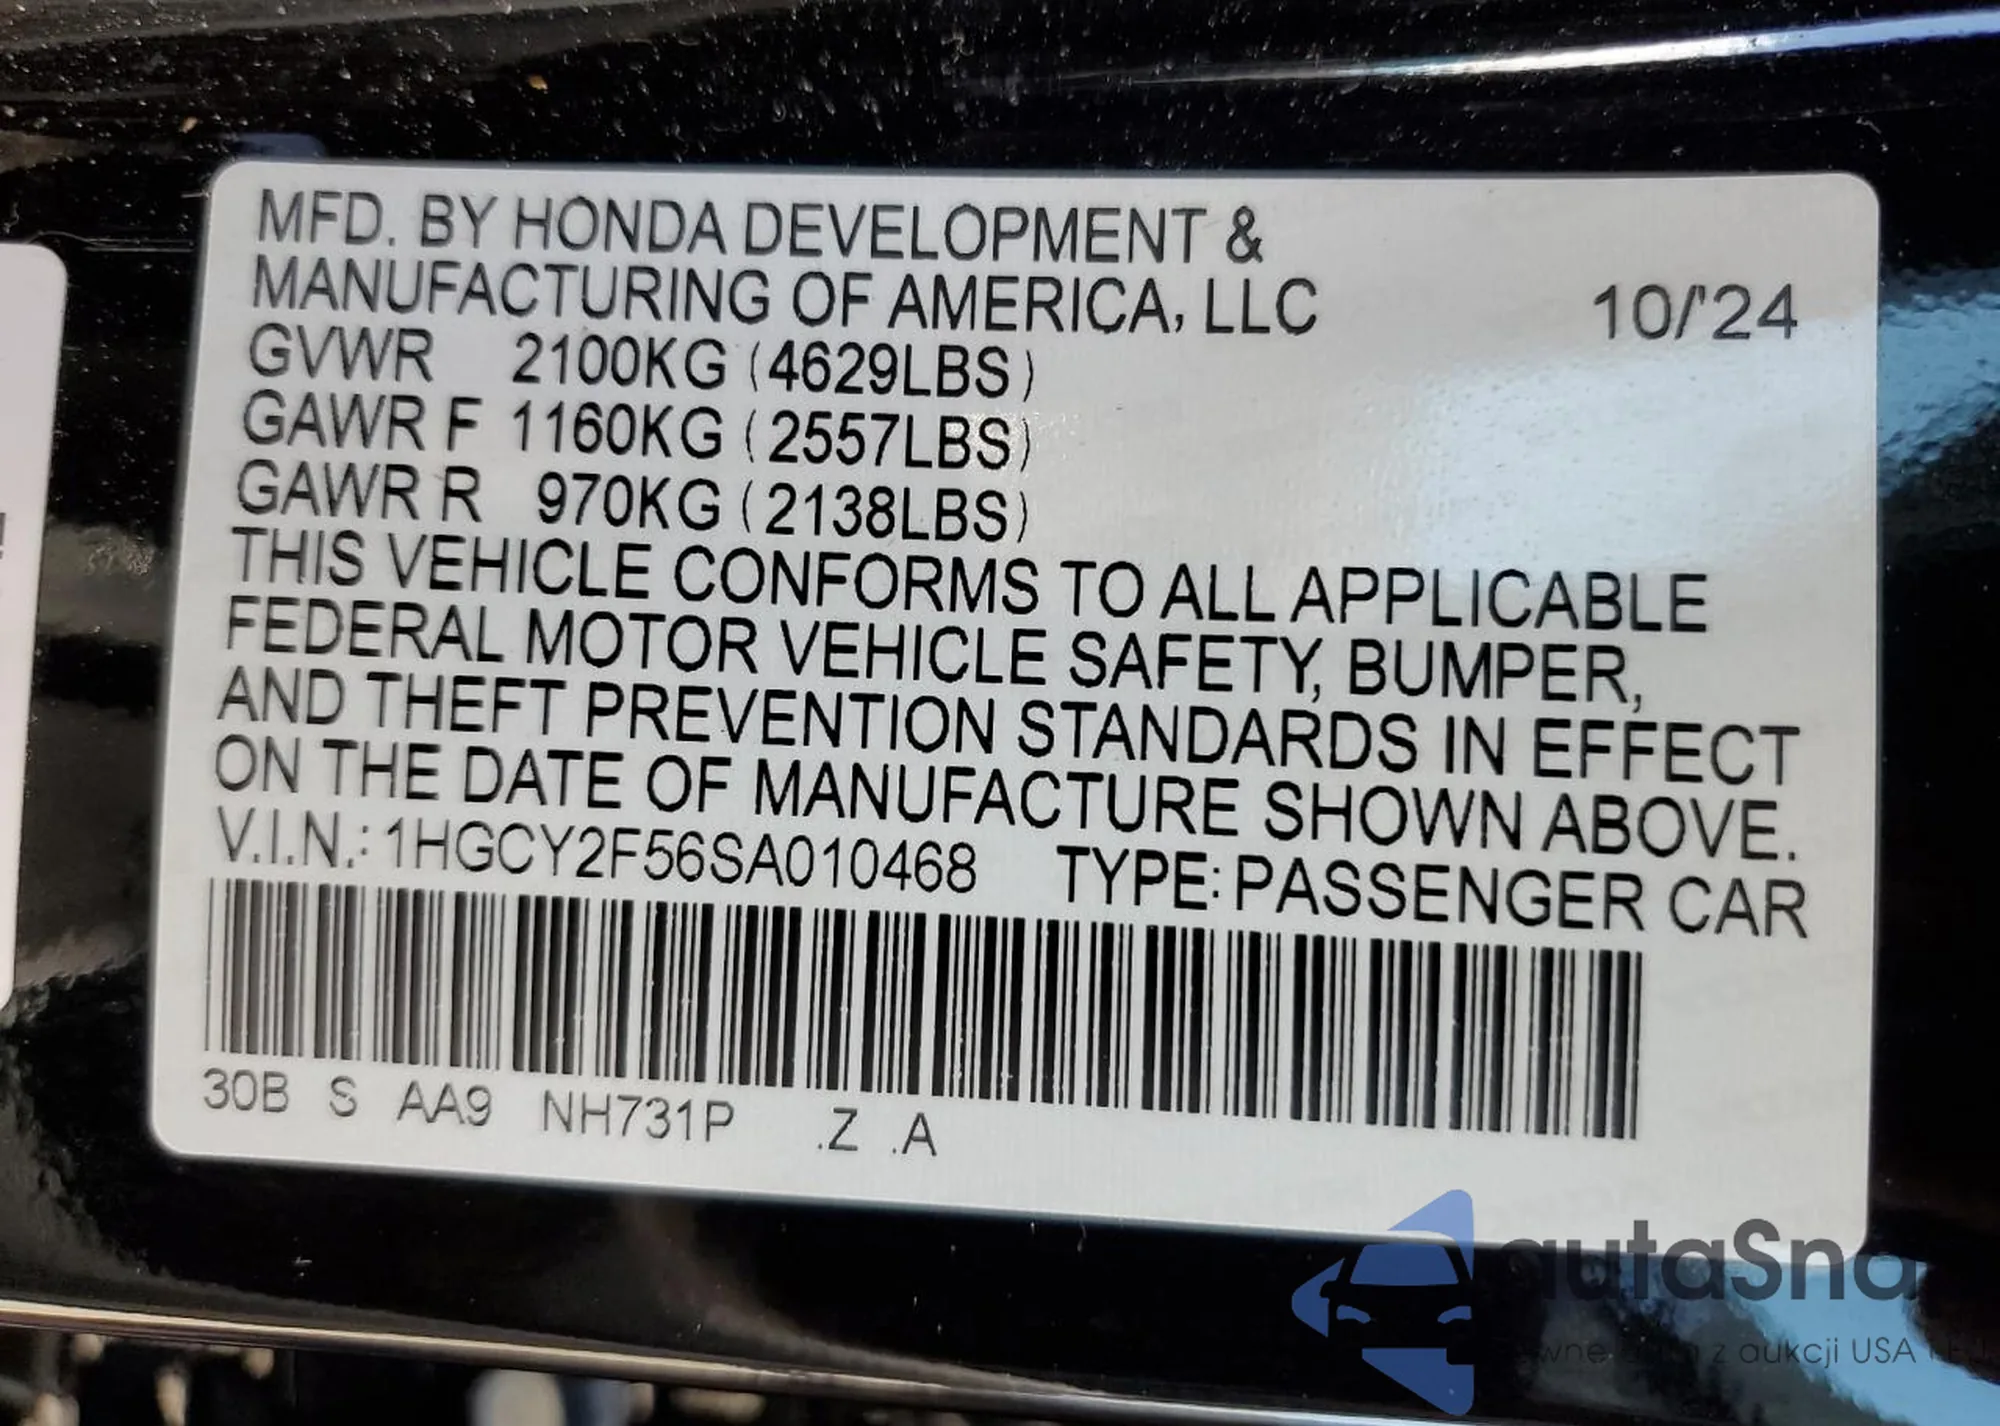 MFD. BY HONDA DEVELOPMENT &
MANUFACTURING OF AMERICA, LLC 10/'24
GVWR 2100KG (4629LBS)
GAWR F 1160KG (2557LBS)
GAWR R 970KG (2138LBS)
THIS VEHICLE CONFORMS TO ALL APPLICABLE
FEDERAL MOTOR VEHICLE SAFETY, BUMPER,
AND THEFT PREVENTION STANDARDS IN EFFECT
ON THE DATE OF MANUFACTURE SHOWN ABOVE.
V.I.N.: 1HGCY2F56SA010468 TYPE: PASSENGER CAR
30B S AA9 NH731P .Z .A
autaSna
z aukcji USA